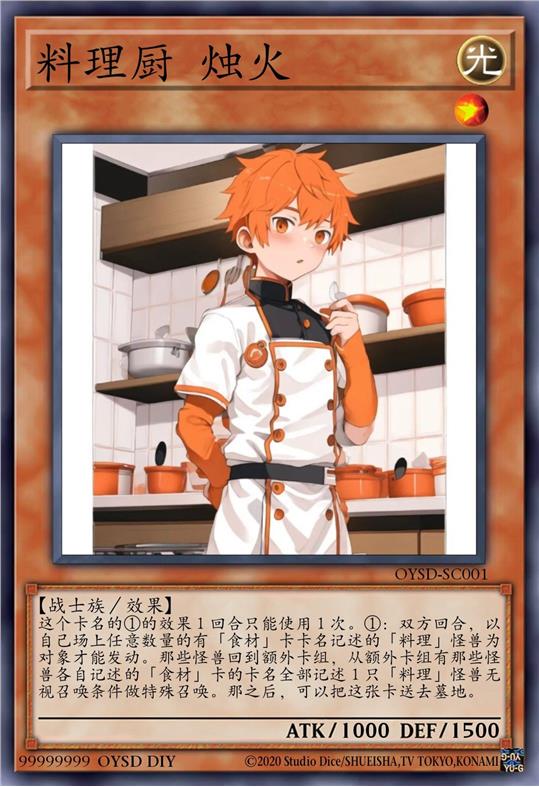 料理厨 烛火
光
OYSD-SC001
【战士族／效果】
这个卡名的①的效果1回合只能使用1次。①：双方回合，以
自己场上任意数量的有「食材」卡卡名记述的「料理」怪兽为
对象才能发动。那些怪兽回到额外卡组，从额外卡组有那些怪
兽各自记述的「食材」卡的卡名全部记述1只「料理」怪兽无
视召唤条件做特殊召唤。那之后，可以把这张卡送去墓地。
ATK/1000 DEF/1500
99999999 OYSD DIY ©2020 Studio Dice/SHUEISHA,TV TOKYO,KONAMI